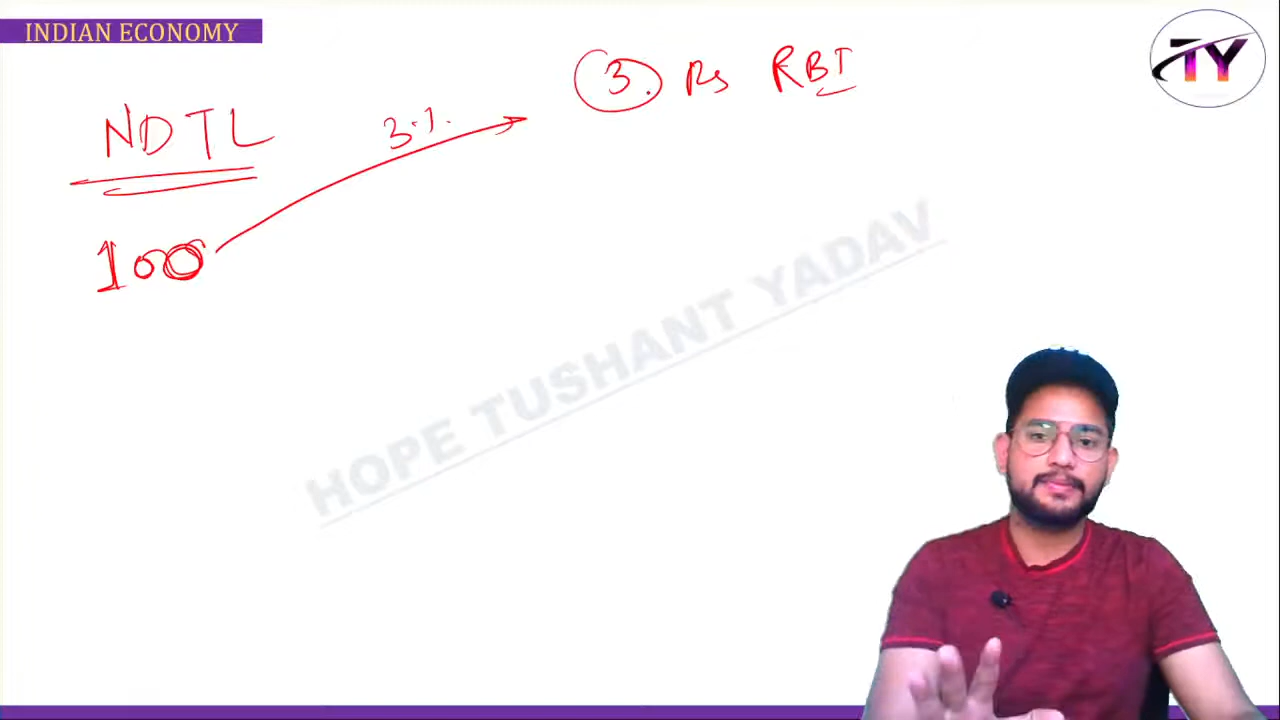 INDIAN ECONOMY
TY
3. Rs RBI
NDTL
3%
100
HOPE TUSHANT YADAV